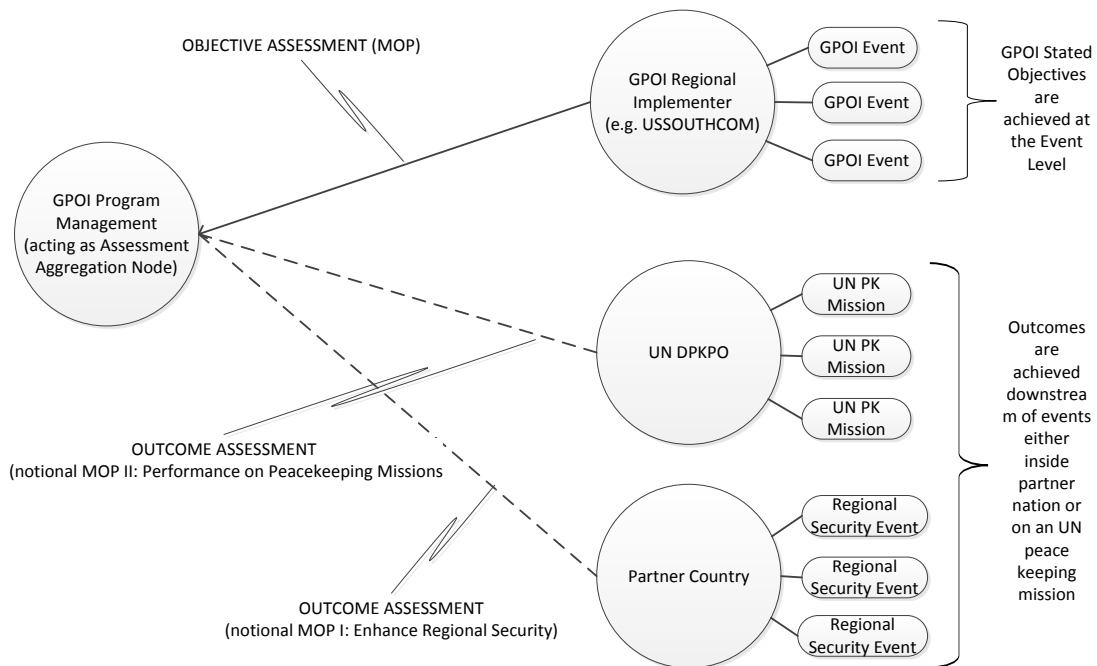 OBJECTIVE ASSESSMENT (MOP)
GPOI Regional
Implementer
(e.g. USSOUTHCOM)
GPOI Event
GPOI Event
GPOI Event
GPOI Stated
Objectives
are
achieved at
the Event
Level
GPOI Program
Management
(acting as Assessment
Aggregation Node)
UN DPKPO
UN PK
Mission
UN PK
Mission
UN PK
Mission
OUTCOME ASSESSMENT
(notional MOP II: Performance on Peacekeeping Missions
Outcomes
are
achieved
downstrea
m of events
either
inside
partner
nation or
on an UN
peace
keeping
mission
Partner Country
Regional
Security Event
Regional
Security Event
Regional
Security Event
OUTCOME ASSESSMENT
(notional MOP I: Enhance Regional Security)